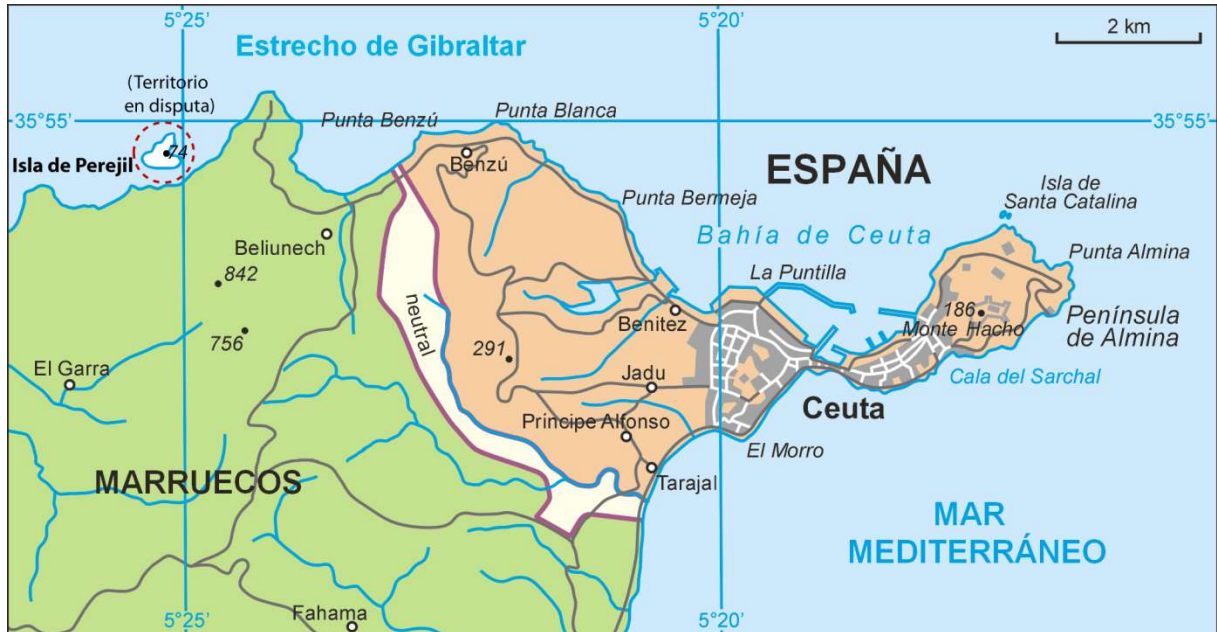 5°25'
5°20'
Estrecho de Gibraltar
2 km
(Territorio
en disputa)
35°55'
35°55'
Punta Benzú
Punta Blanca
Isla de Perejil
74
Benzú
ESPAÑA
Isla de
Santa Catalina
Punta Bermeja
Bahía de Ceuta
Punta Almina
Beliunech
842
La Puntilla
neutral
Benitez
186
Monte Hacho
Península
de Almina
756
291
El Garra
Jadu
Cala del Sarchal
Ceuta
Príncipe Alfonso
El Morro
MARRUECOS
Tarajal
MAR
MEDITERRÁNEO
Fahama
5°25'
5°20'